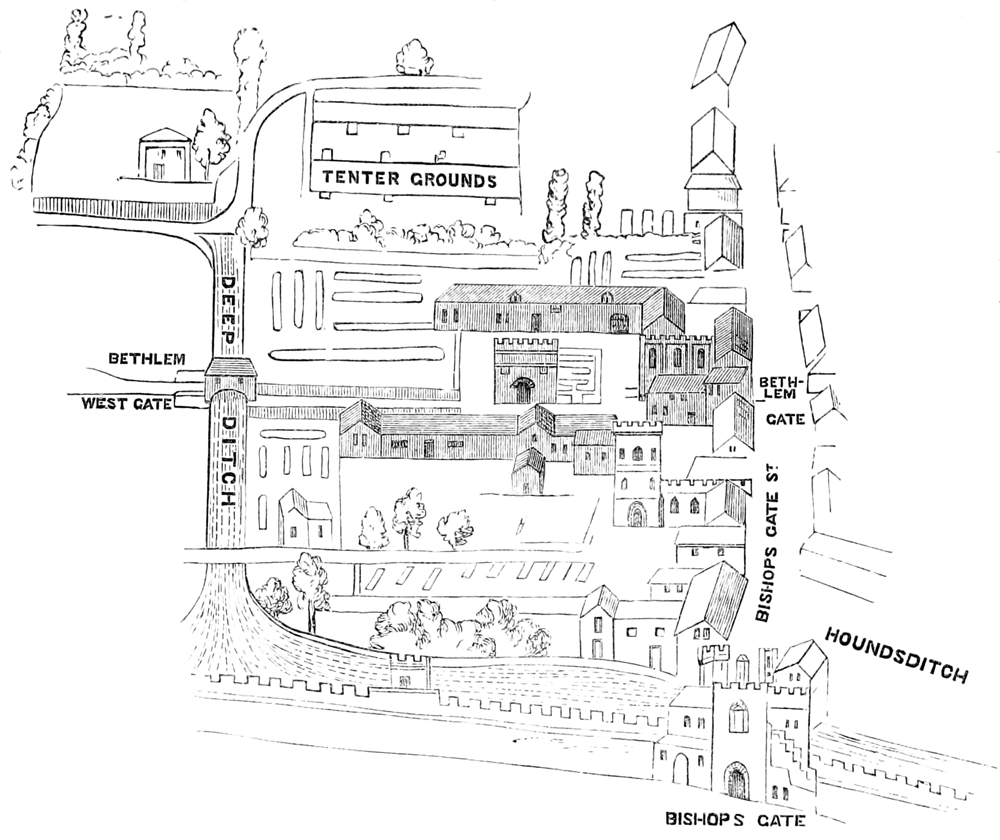 TENTER GROUNDS
DEEP
BETHLEM
WEST GATE
DITCH
BETH-
LEM
GATE
BISHOPS GATE ST
HOUNDSDITCH
BISHOPS GATE